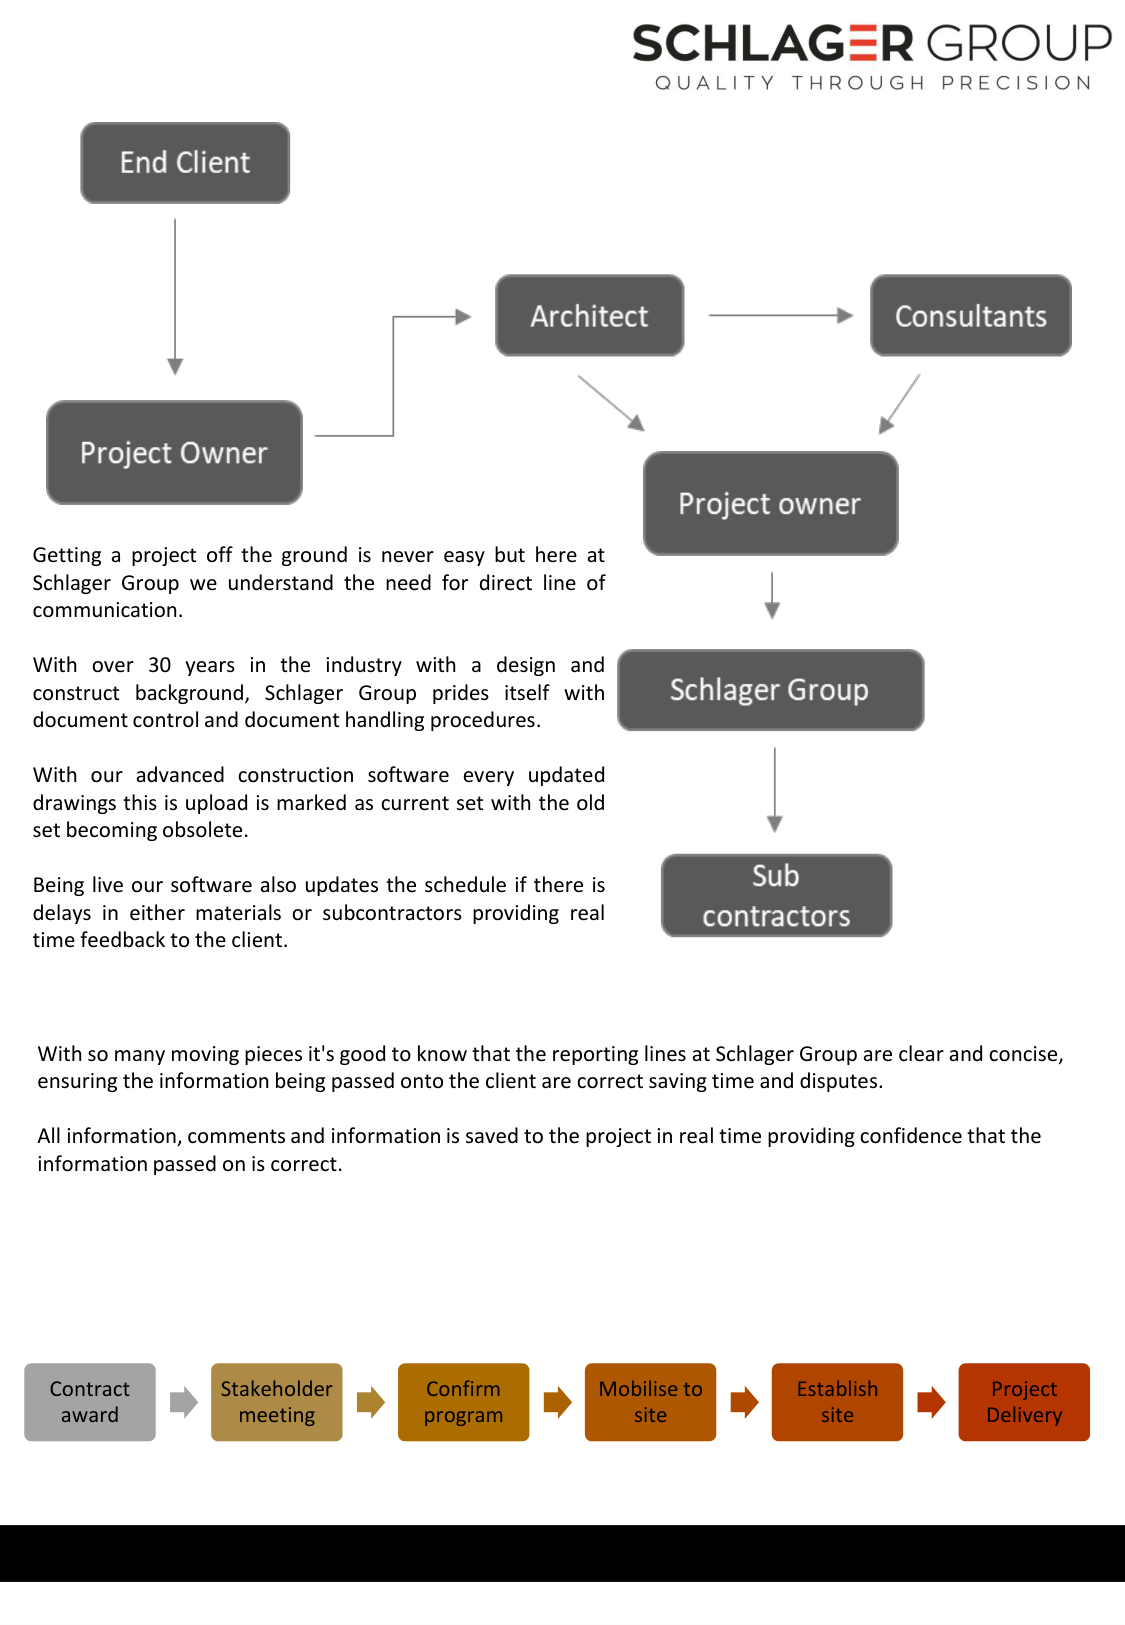 SCHLAGER GROUP
QUALITY THROUGH PRECISION
End Client
Architect
Consultants
Project Owner
Project owner
Schlager Group
Sub
contractors
Getting a project off the ground is never easy but here at
Schlager Group we understand the need for direct line of
communication.
With over 30 years in the industry with a design and
construct background, Schlager Group prides itself with
document control and document handling procedures.
With our advanced construction software every updated
drawings this is upload is marked as current set with the old
set becoming obsolete.
Being live our software also updates the schedule if there is
delays in either materials or subcontractors providing real
time feedback to the client.
With so many moving pieces it's good to know that the reporting lines at Schlager Group are clear and concise,
ensuring the information being passed onto the client are correct saving time and disputes.
All information, comments and information is saved to the project in real time providing confidence that the
information passed on is correct.
Contract
award
Stakeholder
meeting
Confirm
program
Mobilise to
site
Establish
site
Project
Delivery